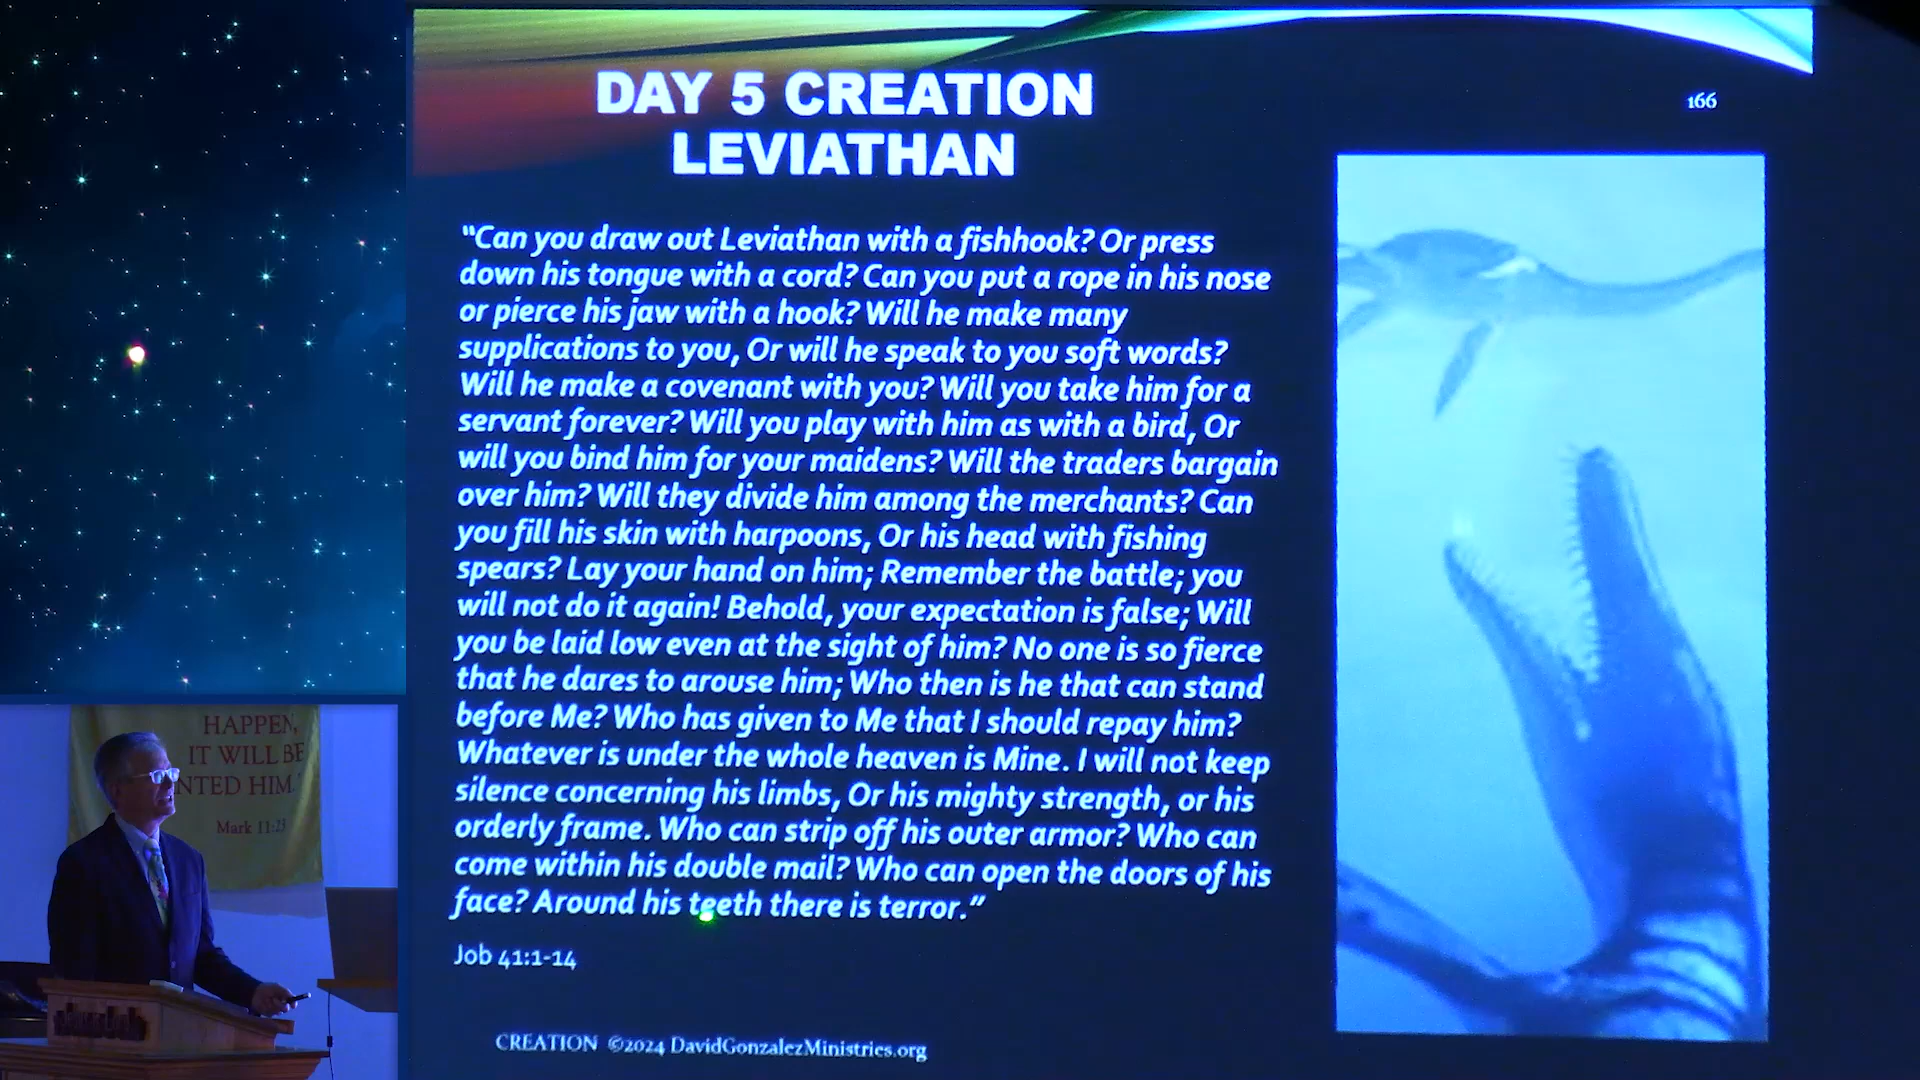 DAY 5 CREATION
LEVIATHAN
166
"Can you draw out Leviathan with a fishhook? Or press
down his tongue with a cord? Can you put a rope in his nose
or pierce his jaw with a hook? Will he make many
supplications to you, Or will he speak to you soft words?
Will he make a covenant with you? Will you take him for a
servant forever? Will you play with him as with a bird, Or
will you bind him for your maidens? Will the traders bargain
over him? Will they divide him among the merchants? Can
you fill his skin with harpoons, Or his head with fishing
spears? Lay your hand on him; Remember the battle; you
will not do it again! Behold, your expectation is false; Will
you be laid low even at the sight of him? No one is so fierce
that he dares to arouse him; Who then is he that can stand
before Me? Who has given to Me that I should repay him?
Whatever is under the whole heaven is Mine. I will not keep
silence concerning his limbs, Or his mighty strength, or his
orderly frame. Who can strip off his outer armor? Who can
come within his double mail? Who can open the doors of his
face? Around his teeth there is terror."
Job 41:1-14
CREATION ©2024 DavidGonzalezMinistries.org
HAPPEN,
IT WILL BE
NTED HIM.
Mark 11:23